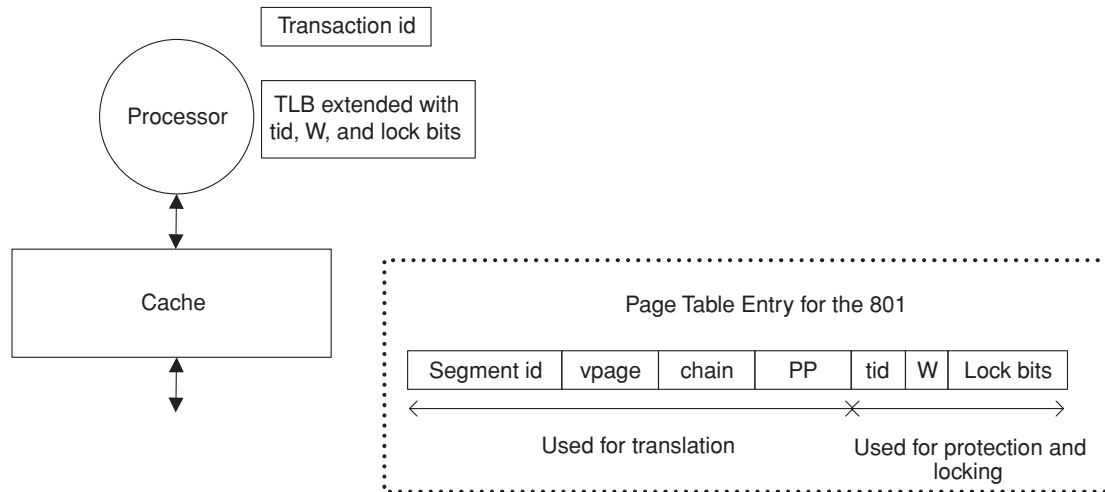 Transaction id
Processor
TLB extended with
tid, W, and lock bits
Cache
Page Table Entry for the 801
Segment id vpage chain PP tid W Lock bits
Used for translation
Used for protection and
locking